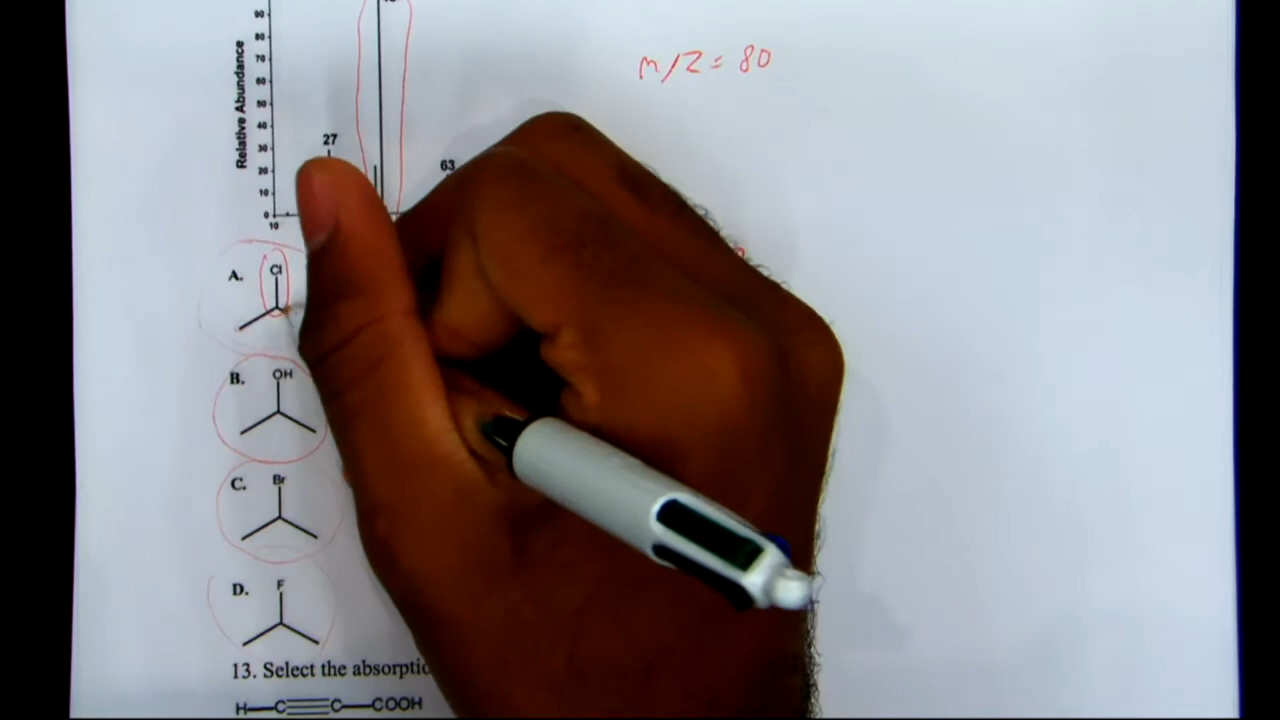 90
80
m/z = 80
70
60
50
40
30
20
10
0
Relative Abundance
27
63
10
A. Cl
B. OH
C. Br
D. F
13. Select the
H—C≡C—COOH